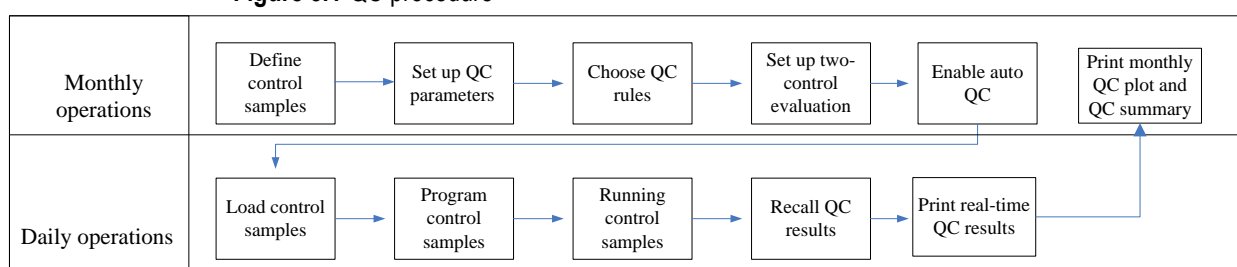 Monthly
operations
Define
control
samples
Set up QC
parameters
Choose QC
rules
Set up two-
control
evaluation
Enable auto
QC
Print monthly
QC plot and
QC summary
Daily operations
Load control
samples
Program
control
samples
Running
control
samples
Recall QC
results
Print real-time
QC results